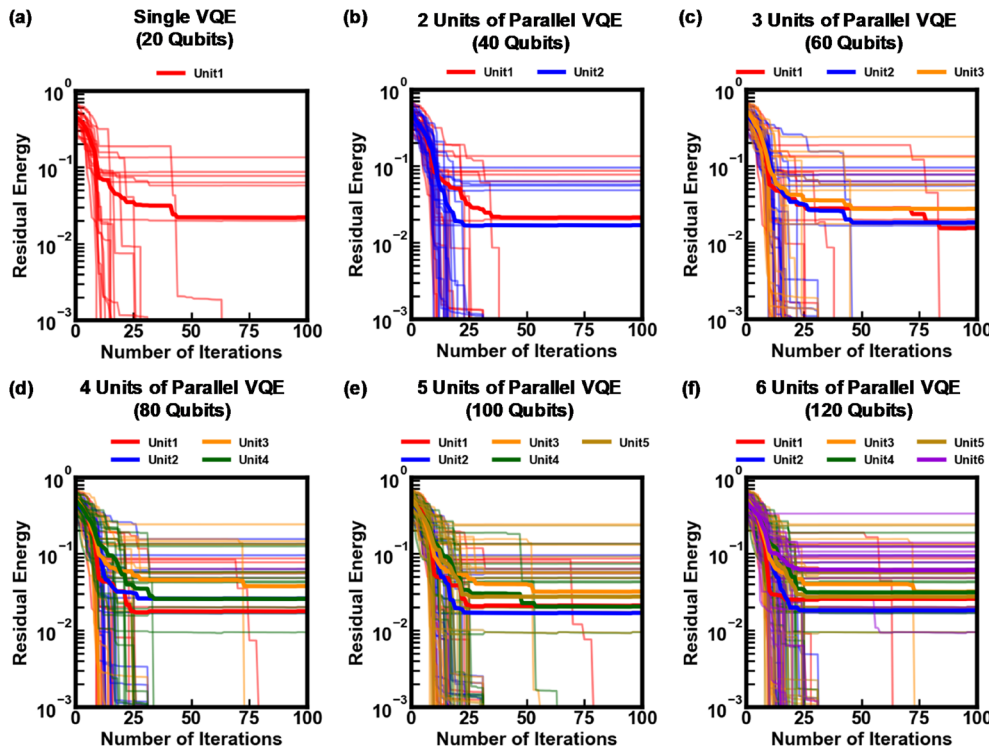 (a)
Single VQE
(20 Qubits)
Unit1
Residual Energy
10^0
10^-1
10^-2
10^-3
0 25 50 75 100
Number of Iterations
(b)
2 Units of Parallel VQE
(40 Qubits)
Unit1 Unit2
Residual Energy
10^0
10^-1
10^-2
10^-3
0 25 50 75 100
Number of Iterations
(c)
3 Units of Parallel VQE
(60 Qubits)
Unit1 Unit2 Unit3
Residual Energy
10^0
10^-1
10^-2
10^-3
0 25 50 75 100
Number of Iterations
(d)
4 Units of Parallel VQE
(80 Qubits)
Unit1 Unit3
Unit2 Unit4
Residual Energy
10^0
10^-1
10^-2
10^-3
0 25 50 75 100
Number of Iterations
(e)
5 Units of Parallel VQE
(100 Qubits)
Unit1 Unit3 Unit5
Unit2 Unit4
Residual Energy
10^0
10^-1
10^-2
10^-3
0 25 50 75 100
Number of Iterations
(f)
6 Units of Parallel VQE
(120 Qubits)
Unit1 Unit3 Unit5
Unit2 Unit4 Unit6
Residual Energy
10^0
10^-1
10^-2
10^-3
0 25 50 75 100
Number of Iterations